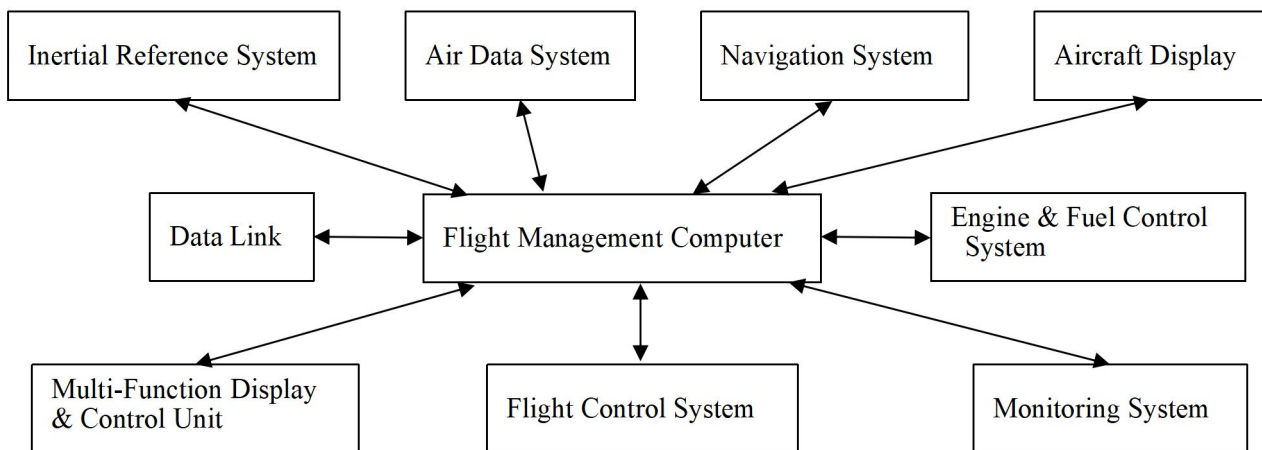 Inertial Reference System
Air Data System
Navigation System
Aircraft Display
Data Link
Flight Management Computer
Engine & Fuel Control
System
Multi-Function Display
& Control Unit
Flight Control System
Monitoring System